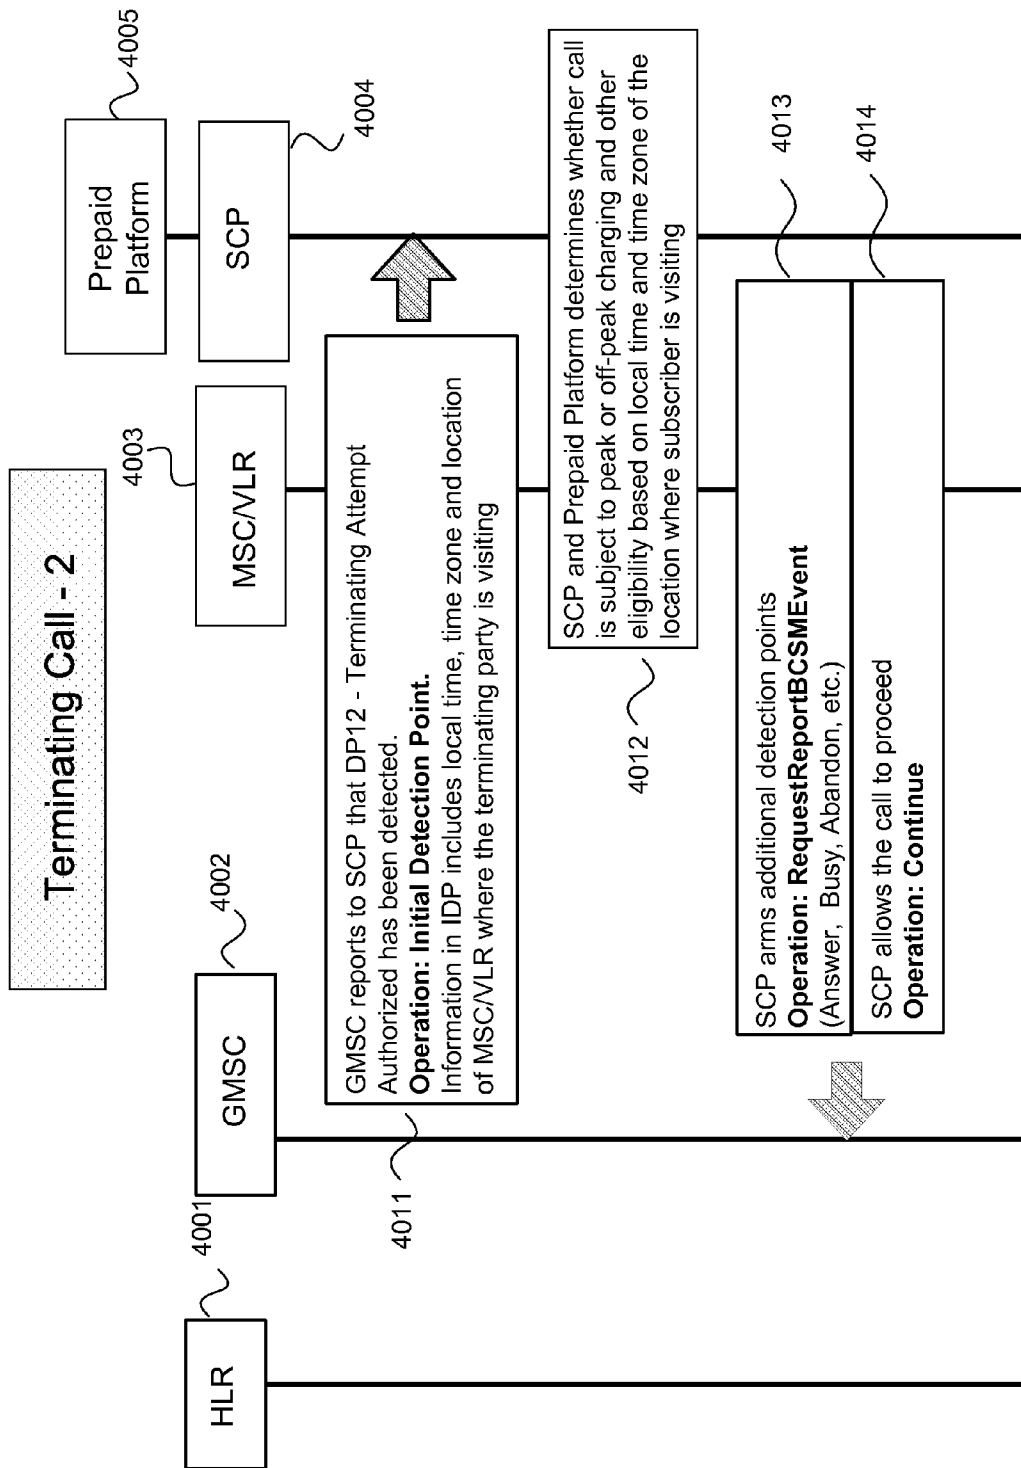 Terminating Call - 2
HLR
4001
GMSC
4002
MSC/VLR
4003
SCP
4004
Prepaid
Platform
4005
GMSC reports to SCP that DP12 - Terminating Attempt
Authorized has been detected.
Operation: Initial Detection Point.
Information in IDP includes local time, time zone and location
of MSC/VLR where the terminating party is visiting
4011
SCP and Prepaid Platform determines whether call
is subject to peak or off-peak charging and other
eligibility based on local time and time zone of the
location where subscriber is visiting
4012
SCP arms additional detection points
Operation: RequestReportBCSMEvent
(Answer, Busy, Abandon, etc.)
4013
SCP allows the call to proceed
Operation: Continue
4014